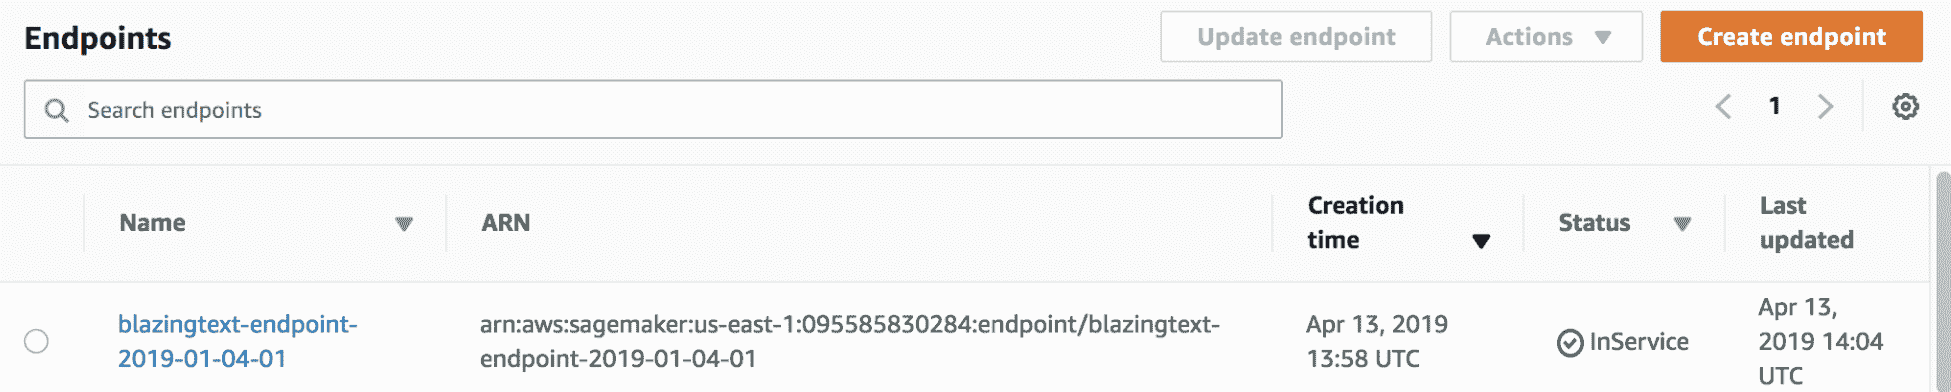 Endpoints
Update endpoint
Actions
Create endpoint
Search endpoints
1
Name
ARN
Creation
time
Status
Last
updated
blazingtext-endpoint-
2019-01-04-01
arn:aws:sagemaker:us-east-1:095585830284:endpoint/blazingtext-
endpoint-2019-01-04-01
Apr 13, 2019
13:58 UTC
InService
Apr 13,
2019 14:04
UTC